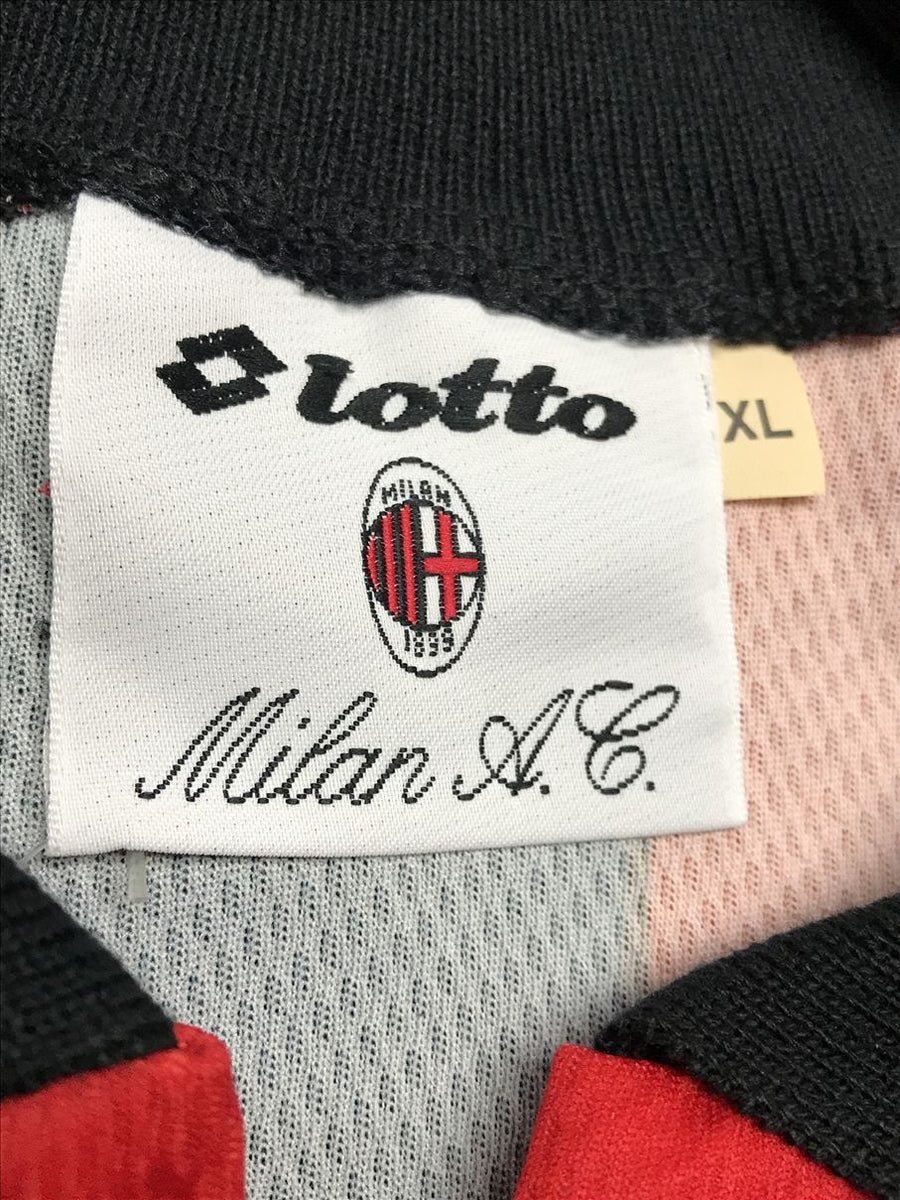 lotto
XL
MILAN
1899
Milan A.C.